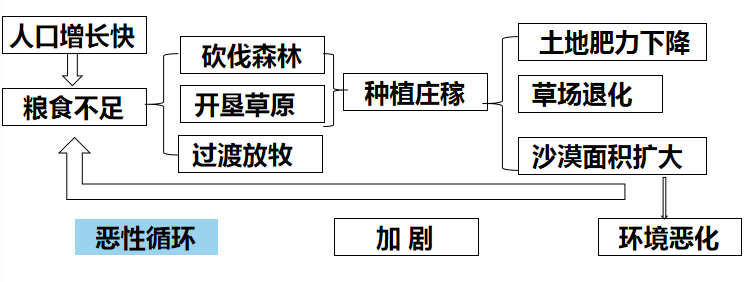 人口增长快
粮食不足
砍伐森林
开垦草原
过渡放牧
种植庄稼
土地肥力下降
草场退化
沙漠面积扩大
恶性循环
加 剧
环境恶化